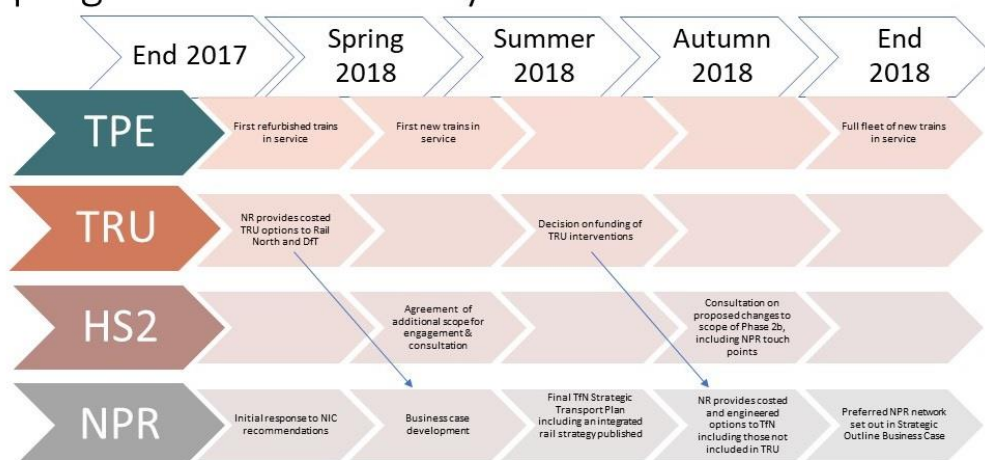 End 2017
Spring
2018
Summer
2018
Autumn
2018
End
2018
TPE
First refurbished trains
in service
First new trains in
service
Full fleet of new trains
in service
TRU
NR provides costed
TRU options to Rail
North and DfT
Decision on funding of
TRU interventions
HS2
Agreement of
additional scope for
engagement &
consultation
Consultation on
proposed changes to
scope of Phase 2b,
including NPR touch
points
NPR
Initial response to NIC
recommendations
Business case
development
Final TfN Strategic
Transport Plan
including an integrated
rail strategy published
NR provides costed
and engineered
options to TfN
including those not
included in TRU
Preferred NPR network
set out in Strategic
Outline Business Case